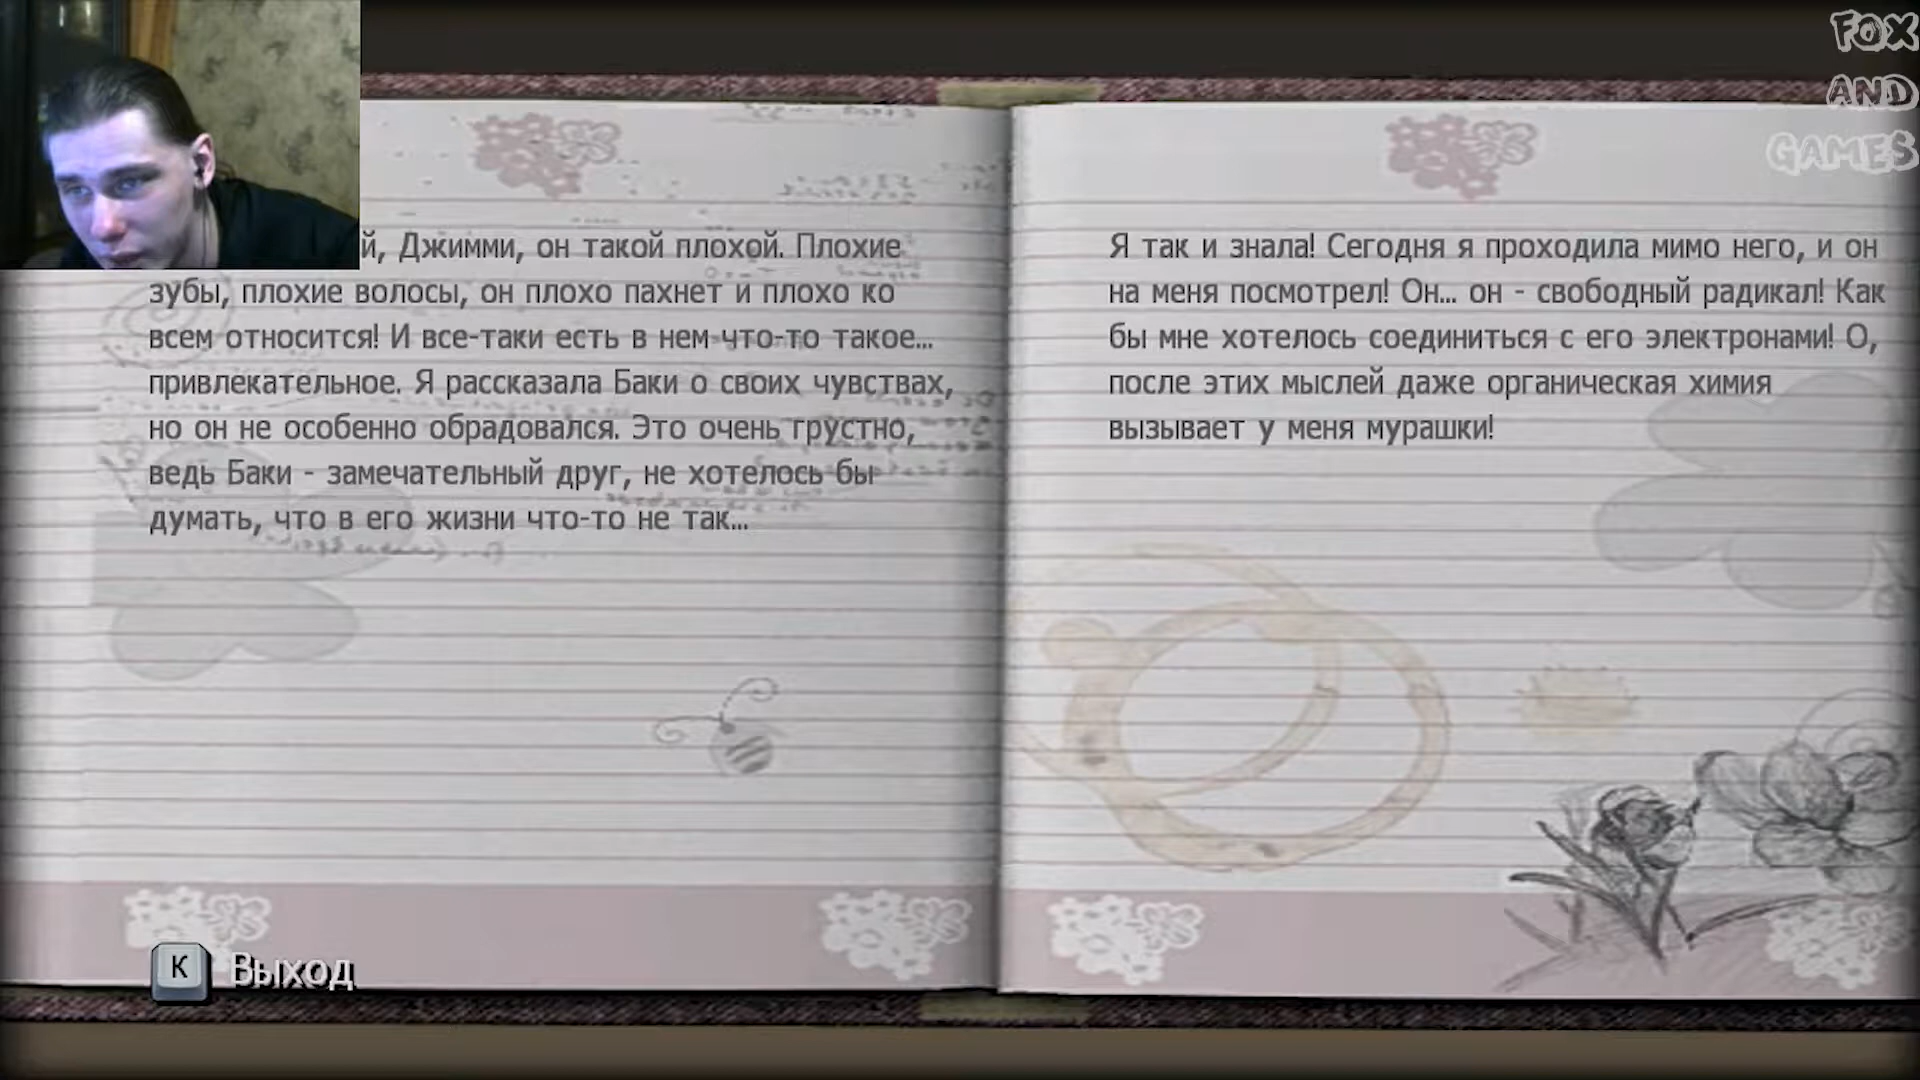 FOX
AND
GAMES
й, Джимми, он такой плохой. Плохие
зубы, плохие волосы, он плохо пахнет и плохо ко
всем относится! И все-таки есть в нем что-то такое...
привлекательное. Я рассказала Баки о своих чувствах,
но он не особенно обрадовался. Это очень грустно,
ведь Баки - замечательный друг, не хотелось бы
думать, что в его жизни что-то не так...
Я так и знала! Сегодня я проходила мимо него, и он
на меня посмотрел! Он... он - свободный радикал! Как
бы мне хотелось соединиться с его электронами! О,
после этих мыслей даже органическая химия
вызывает у меня мурашки!
K Выход